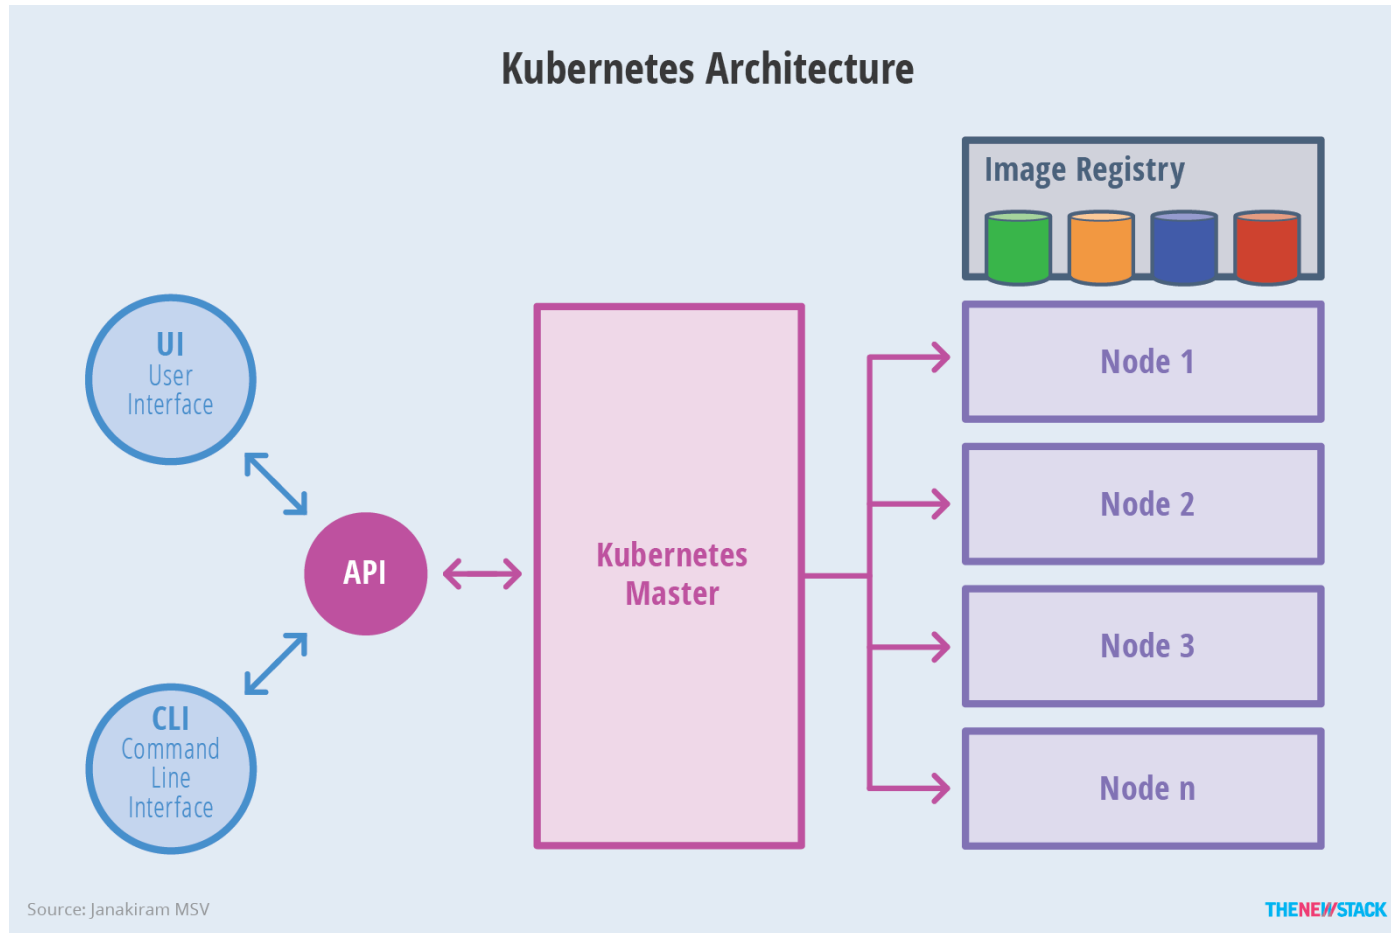 Kubernetes Architecture
Image Registry
UI
User
Interface
Node 1
Node 2
API
Kubernetes
Master
Node 3
CLI
Command
Line
Interface
Node n
Source: Janakiram MSV
THENEWSTACK